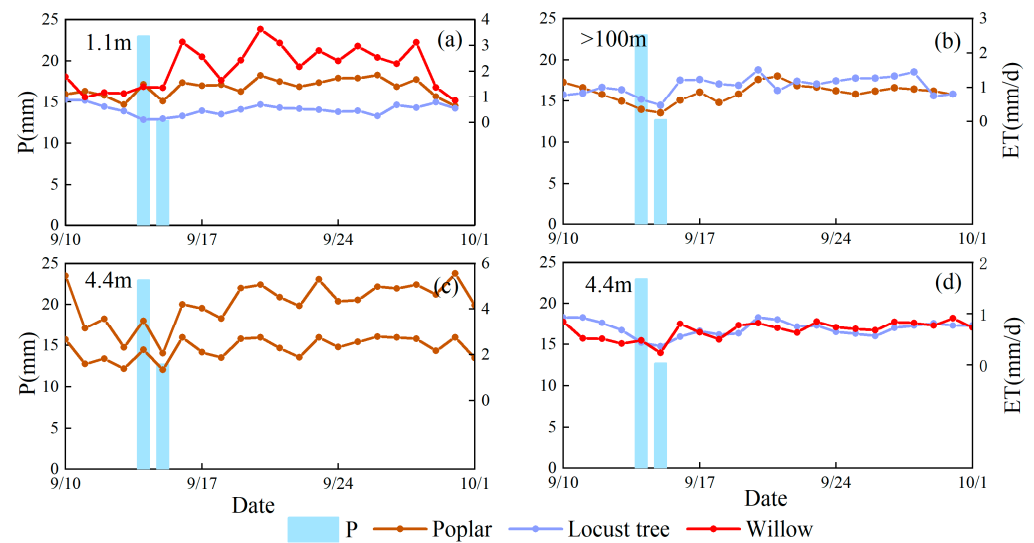 25 4 25 3
1.1m (a) >100m (b)
20 3 20
2 2
15 1 15 1
P(mm) ET(mm/d)
10 0 10 0
5 5
0 0
9/10 9/17 9/24 10/1 9/10 9/17 9/24 10/1
25 6 25 2
4.4m (c) 4.4m (d)
20 4 20
1
15 2 15
P(mm) 0 ET(mm/d)
10 0 10
5 5
0 0
9/10 9/17 9/24 10/1 9/10 9/17 9/24 10/1
Date Date
P Poplar Locust tree Willow